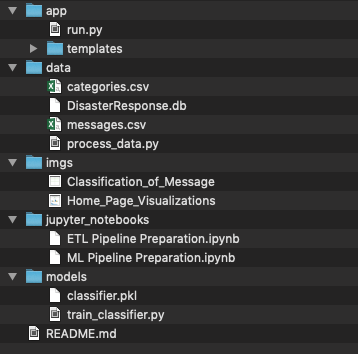 app
run.py
templates
data
categories.csv
DisasterResponse.db
messages.csv
process_data.py
imgs
Classification_of_Message
Home_Page_Visualizations
jupyter_notebooks
ETL Pipeline Preparation.ipynb
ML Pipeline Preparation.ipynb
models
classifier.pkl
train_classifier.py
README.md